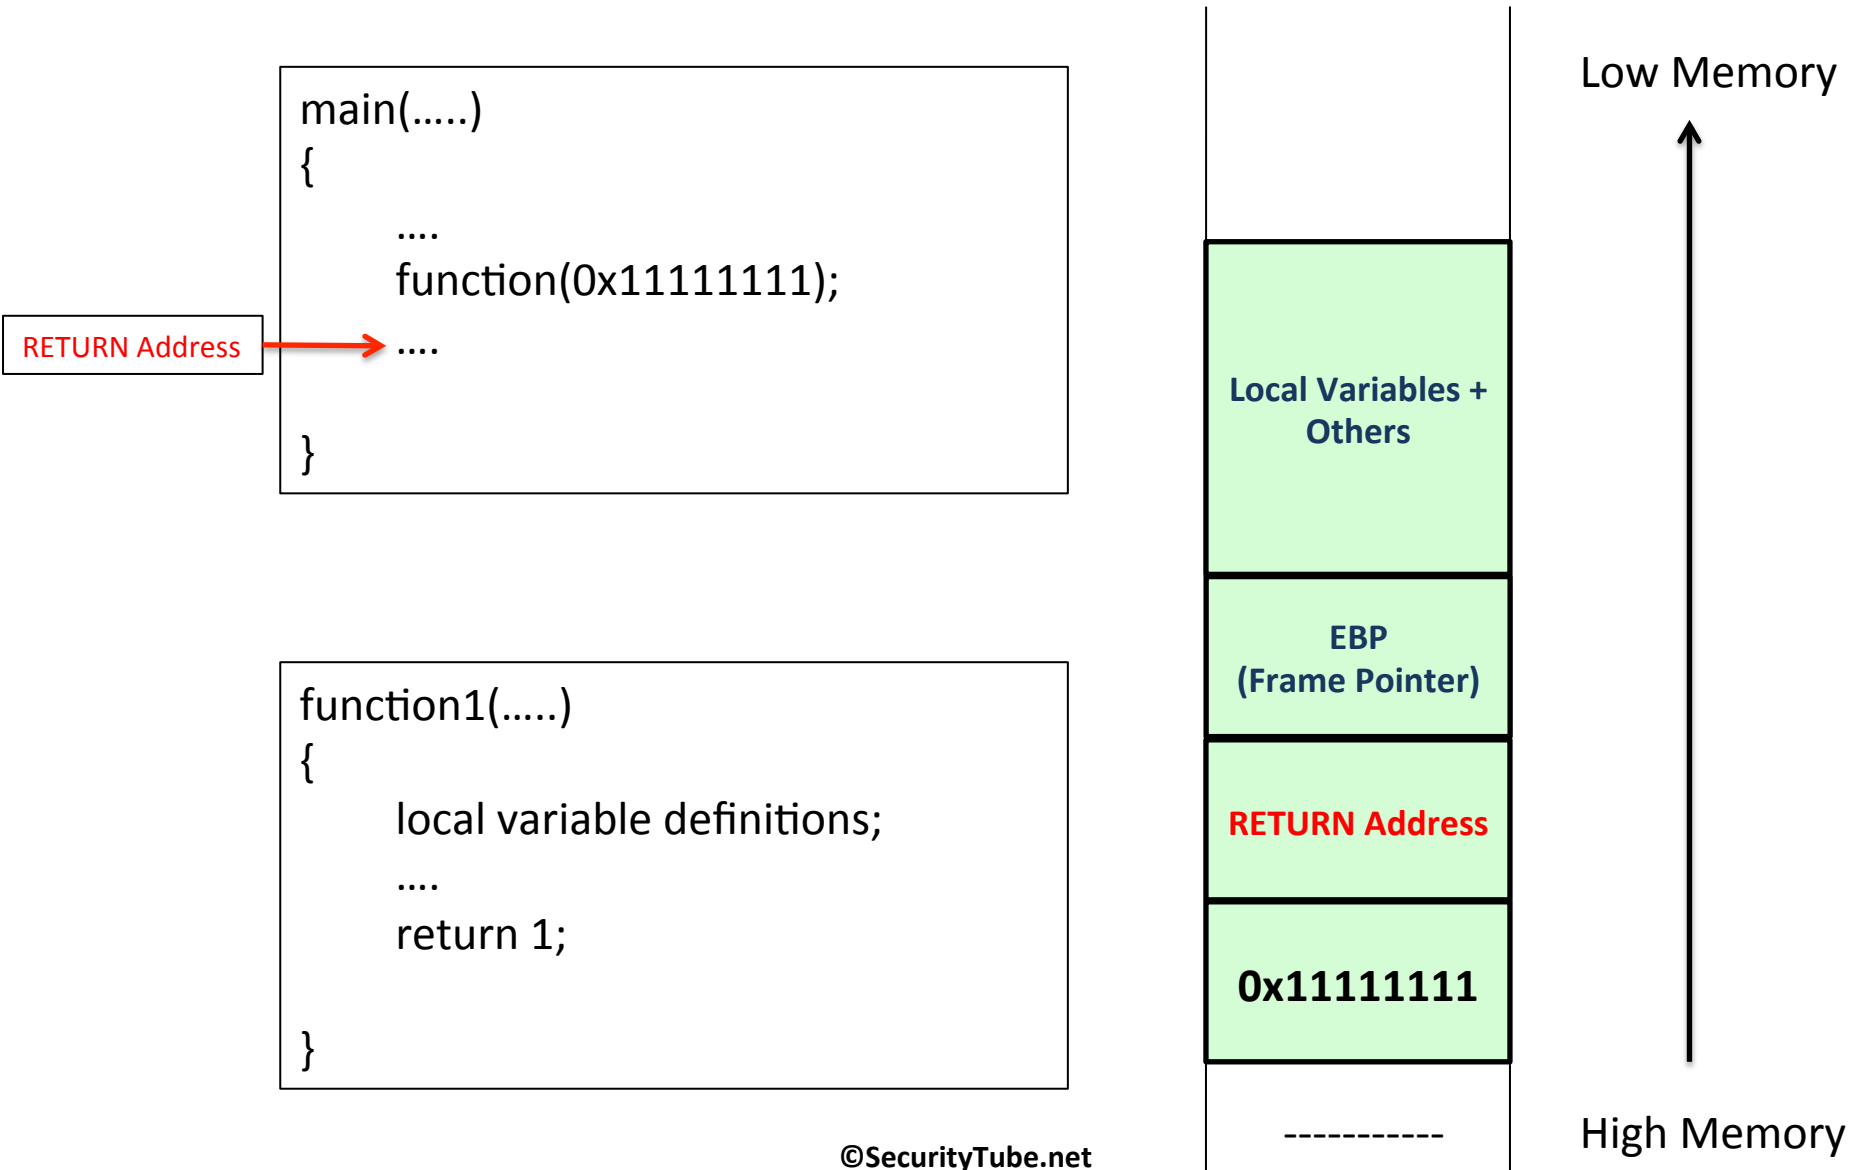 main(…..)
{
….
function(0x11111111);
….
}
RETURN Address
function1(…..)
{
local variable definitions;
….
return 1;
}
Local Variables +
Others
EBP
(Frame Pointer)
RETURN Address
0x11111111
-----------
Low Memory
High Memory
©SecurityTube.net